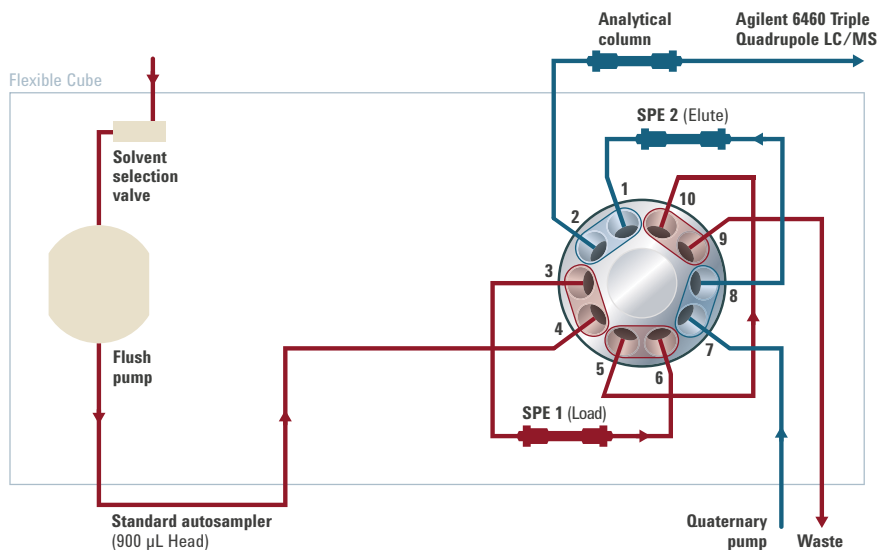 Analytical
column
Agilent 6460 Triple
Quadrupole LC/MS
Flexible Cube
SPE 2 (Elute)
Solvent
selection
valve
1
10
2
9
3
8
4
7
5
6
Flush
pump
SPE 1 (Load)
Standard autosampler
(900 µL Head)
Quaternary
pump
Waste